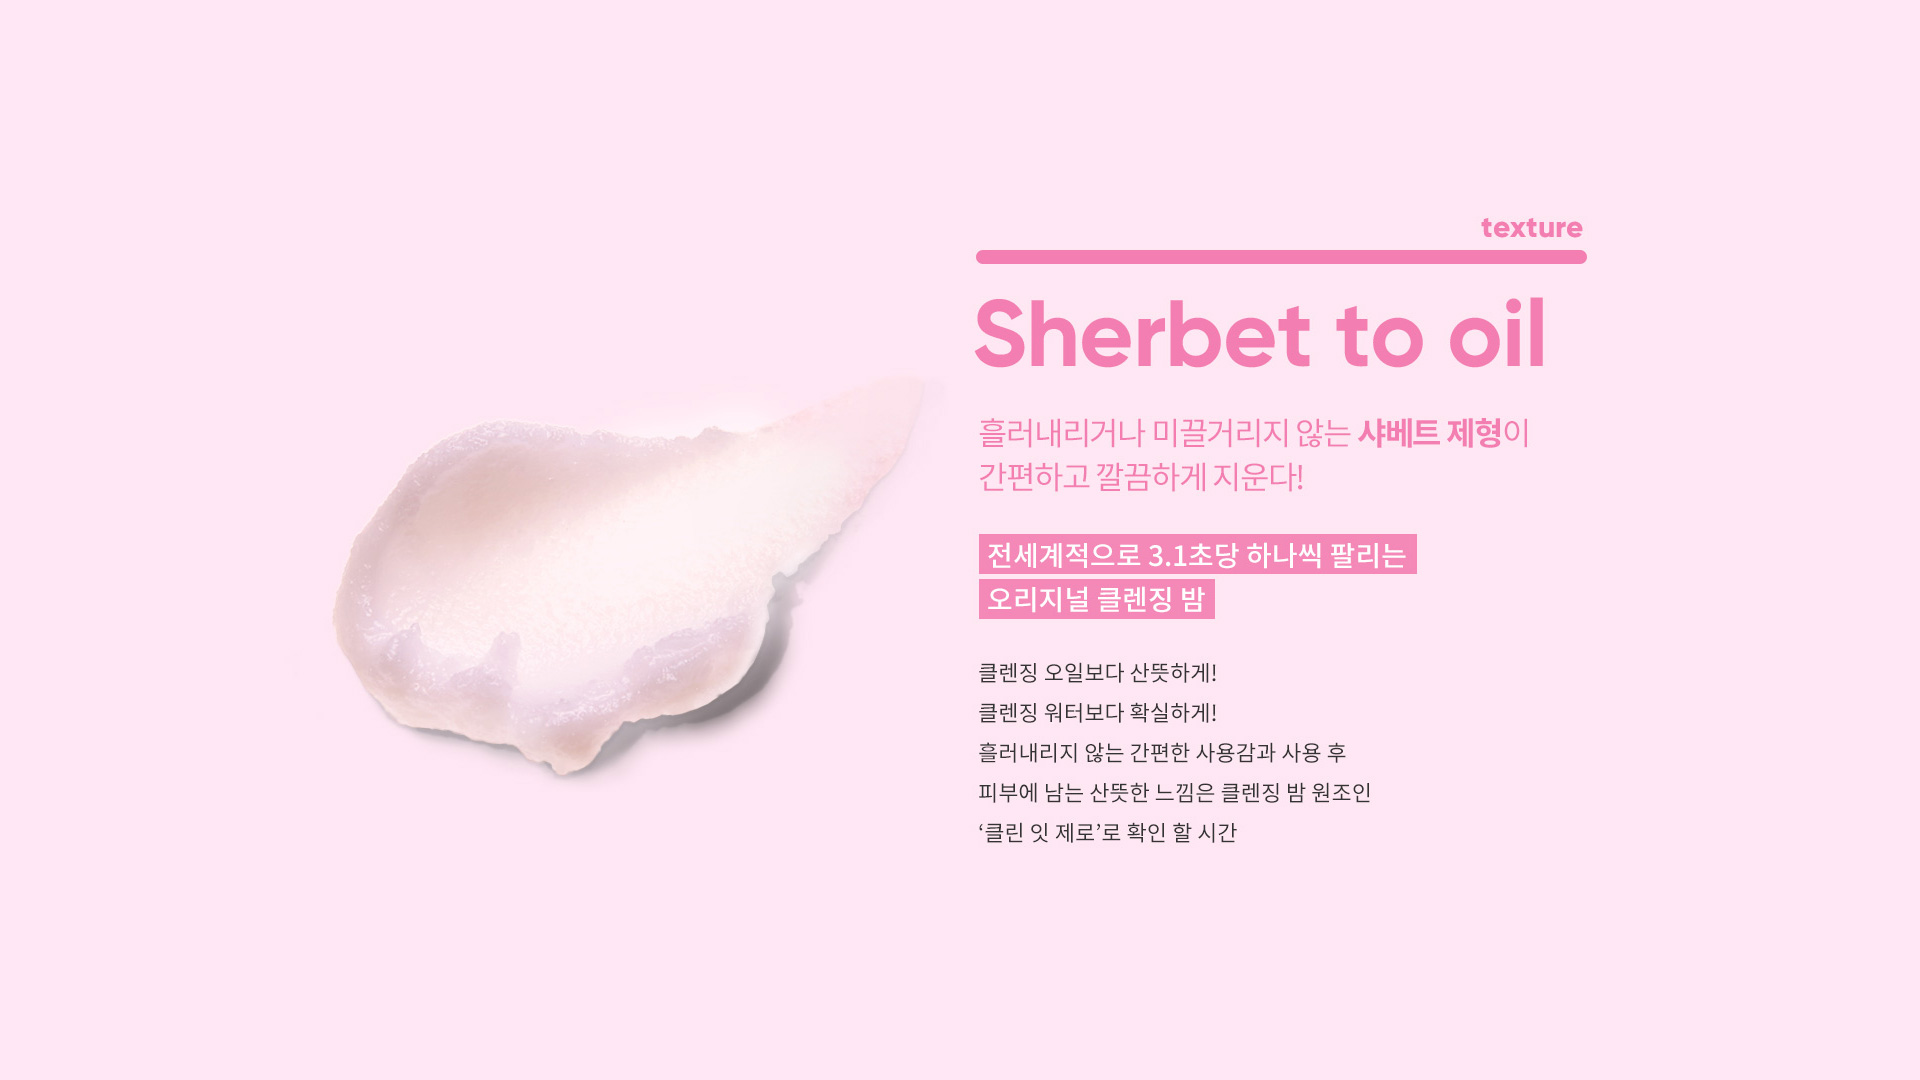 texture
Sherbet to oil
흘러내리거나 미끌거리지 않는 샤베트 제형이
간편하고 깔끔하게 지운다!
전세계적으로 3.1초당 하나씩 팔리는
오리지널 클렌징 밤
클렌징 오일보다 산뜻하게!
클렌징 워터보다 확실하게!
흘러내리지 않는 간편한 사용감과 사용 후
피부에 남는 산뜻한 느낌은 클렌징 밤 원조인
‘클린 잇 제로’로 확인 할 시간